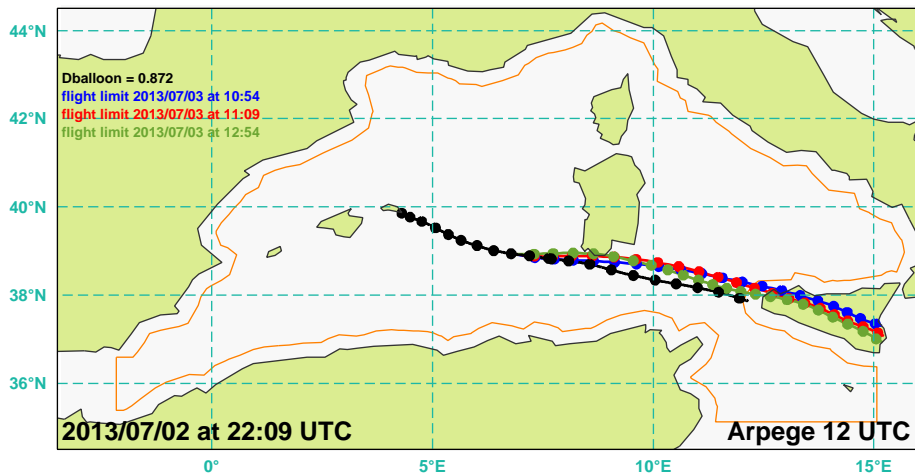 44°N
Dballoon = 0.872
flight limit 2013/07/03 at 10:54
flight limit 2013/07/03 at 11:09
flight limit 2013/07/03 at 12:54
42°N
40°N
38°N
36°N
2013/07/02 at 22:09 UTC
Arpege 12 UTC
0°
5°E
10°E
15°E